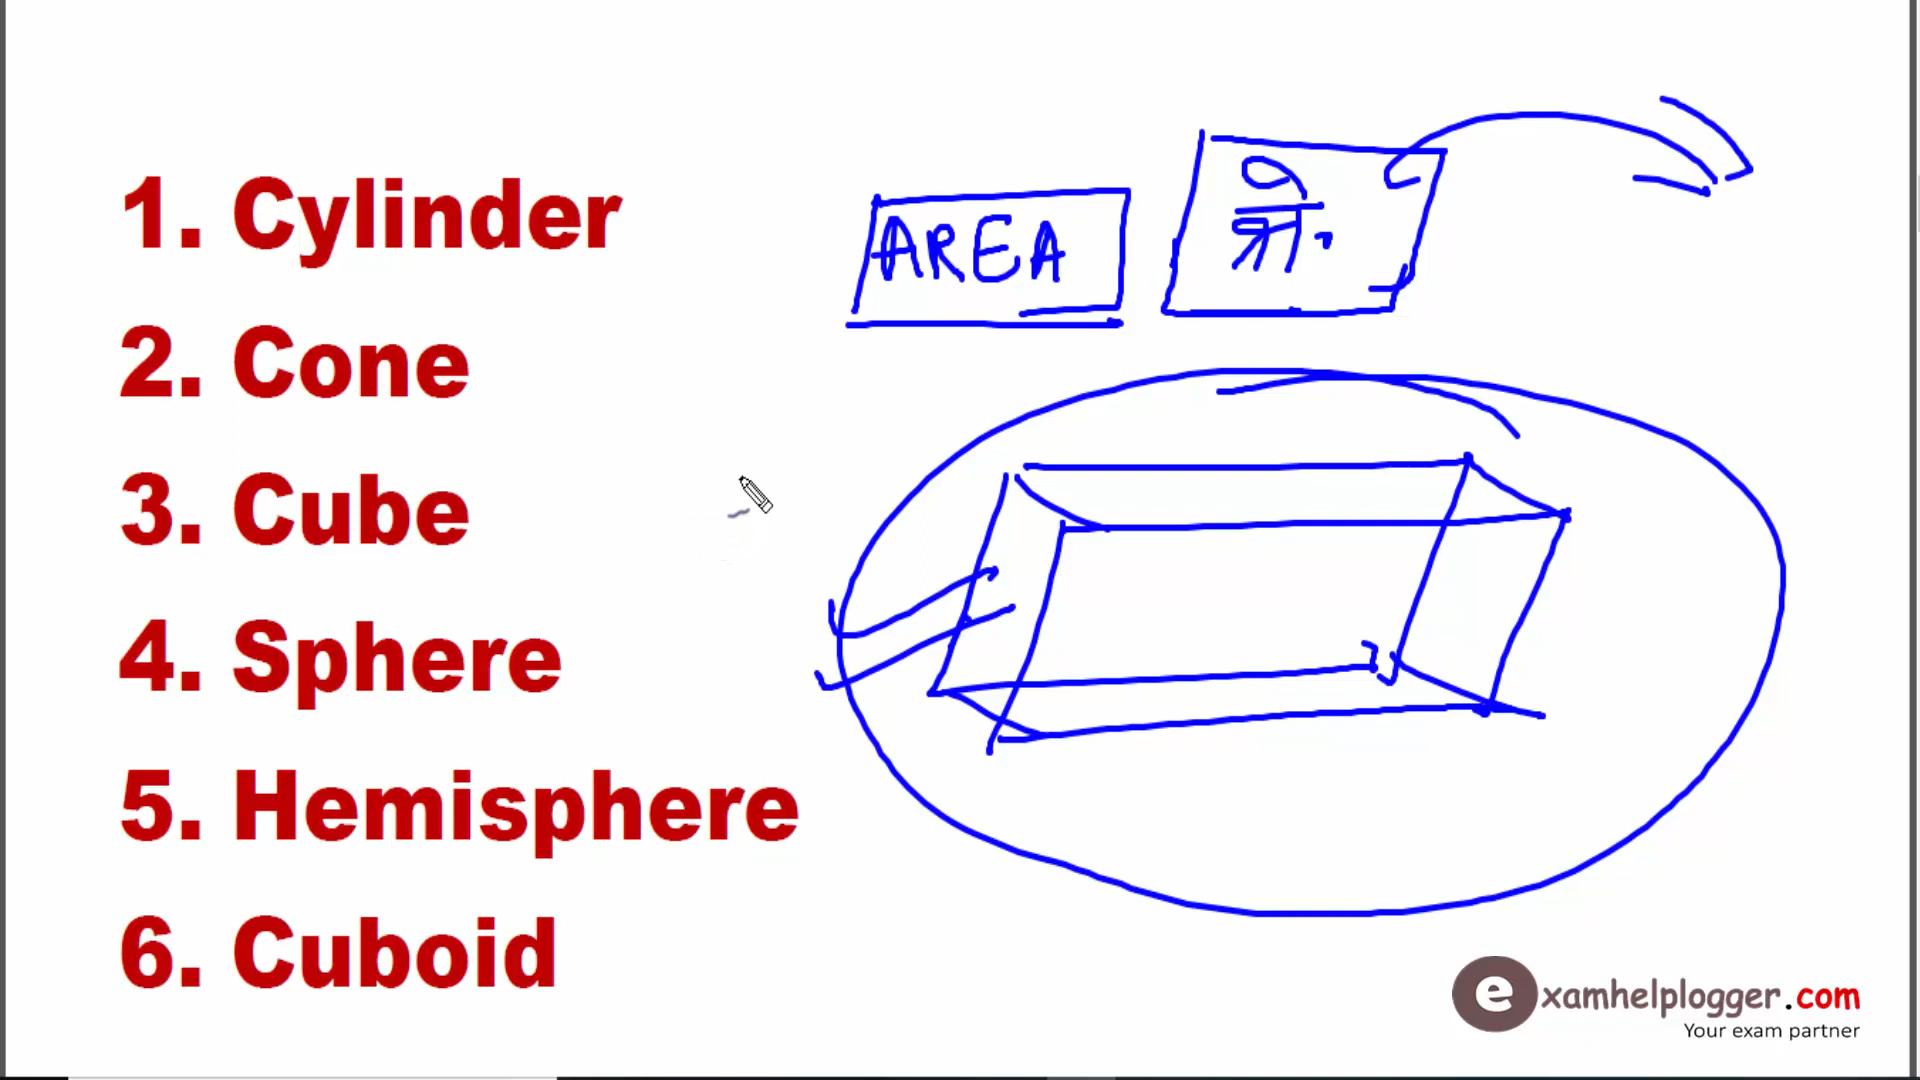 1. Cylinder
2. Cone
3. Cube
4. Sphere
5. Hemisphere
6. Cuboid
AREA
examhelplogger.com
Your exam partner